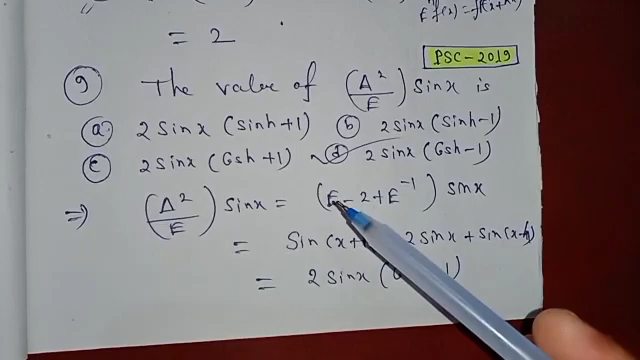 E f(x) = f(x+
= 2
PSC-2019
9 The value of (Δ²/E) Sinx is
a 2 Sinx (Sinh+1) b 2 Sinx (Sinh-1)
c 2 Sinx (Cosh+1) d 2 Sinx (Cosh-1)
⇒ (Δ²/E) Sinx = (E-2+E⁻¹) sinx
= Sin(x+ 2 Sinx + Sin(x-h)
= 2 Sinx ( 1)